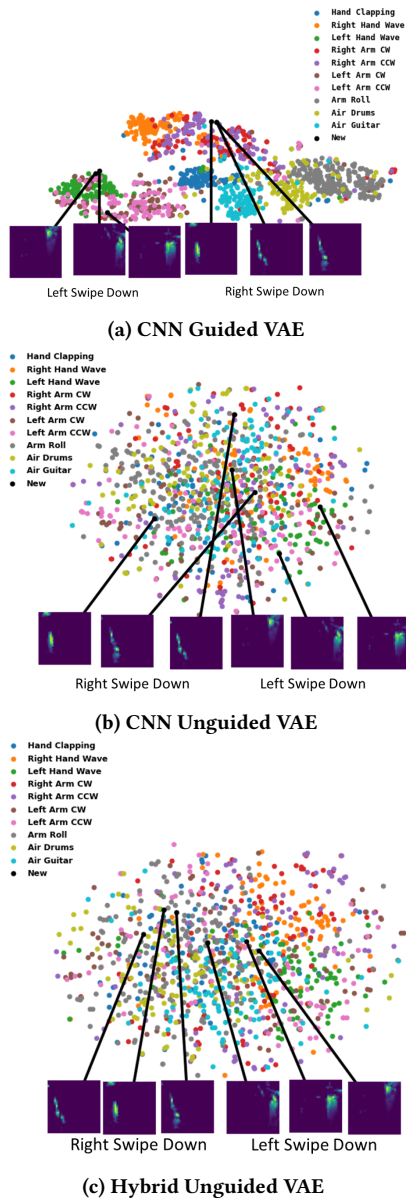 Hand Clapping
Right Hand Wave
Left Hand Wave
Right Arm CW
Right Arm CCW
Left Arm CW
Left Arm CCW
Arm Roll
Air Drums
Air Guitar
New
Left Swipe Down
Right Swipe Down
(a) CNN Guided VAE
Hand Clapping
Right Hand Wave
Left Hand Wave
Right Arm CW
Right Arm CCW
Left Arm CW
Left Arm CCW
Arm Roll
Air Drums
Air Guitar
New
Right Swipe Down
Left Swipe Down
(b) CNN Unguided VAE
Hand Clapping
Right Hand Wave
Left Hand Wave
Right Arm CW
Right Arm CCW
Left Arm CW
Left Arm CCW
Arm Roll
Air Drums
Air Guitar
New
Right Swipe Down
Left Swipe Down
(c) Hybrid Unguided VAE